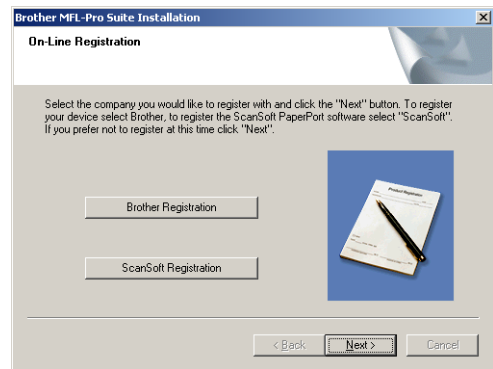 Brother MFL-Pro Suite Installation
On-Line Registration
Select the company you would like to register with and click the "Next" button. To register
your device select Brother, to register the ScanSoft PaperPort software select "ScanSoft".
If you prefer not to register at this time click "Next".
Product Registration
Brother Registration
ScanSoft Registration
< Back
Next >
Cancel